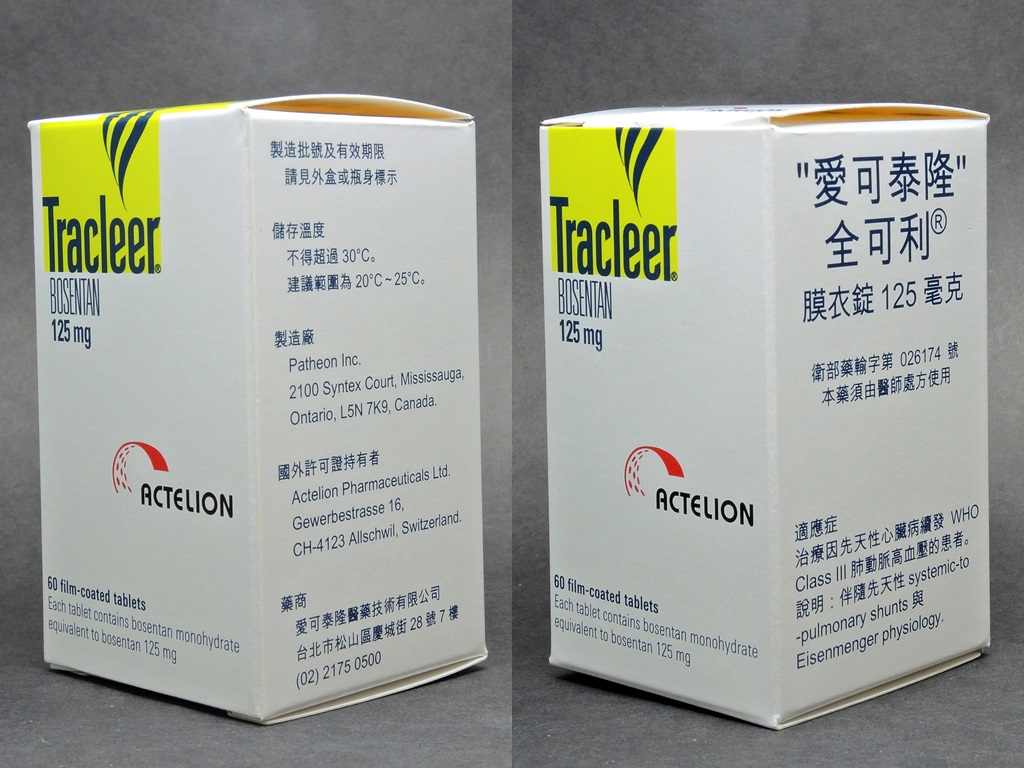 Tracleer®
BOSENTAN
125 mg
ACTELION
60 film-coated tablets
Each tablet contains bosentan monohydrate
equivalent to bosentan 125 mg
製造批號及有效期限
請見外盒或瓶身標示
儲存溫度
不得超過 30°C。
建議範圍為 20°C ~ 25°C。
製造廠
Patheon Inc.
2100 Syntex Court, Mississauga,
Ontario, L5N 7K9, Canada.
國外許可證持有者
Actelion Pharmaceuticals Ltd.
Gewerbestrasse 16,
CH-4123 Allschwil, Switzerland.
藥商
愛可泰隆醫藥技術有限公司
台北市松山區慶城街 28 號 7 樓
(02) 2175 0500
Tracleer®
BOSENTAN
125 mg
ACTELION
60 film-coated tablets
Each tablet contains bosentan monohydrate
equivalent to bosentan 125 mg
"愛可泰隆"
全可利®
膜衣錠 125 毫克
衛部藥輸字第 026174 號
本藥須由醫師處方使用
適應症
治療因先天性心臟病續發 WHO
Class III 肺動脈高血壓的患者。
說明：伴隨先天性 systemic-to
-pulmonary shunts 與
Eisenmenger physiology.